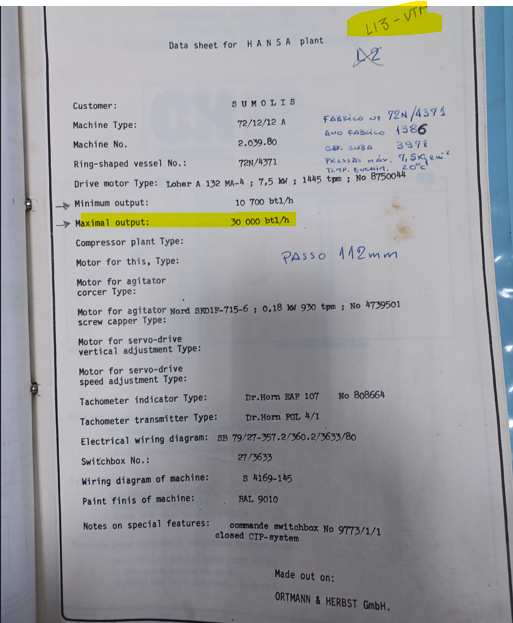 L13-VTP
Data sheet for H A N S A plant
L2
Customer: S U M O L I S
Machine Type: 72/12/12 A
FABRICO Nº 72N/4371
Machine No. 2.039.80
ANO FABRICO 1986
CAP. CUBA 397 l
Ring-shaped vessel No.: 72N/4371
PRESSÃO MÁX. 7,5 Kg/cm²
TEMP. ENCHIM. 20°C
Drive motor Type: Loher A 132 MA-4 ; 7,5 kW ; 1445 tpm ; No 8750044
Minimum output: 10 700 btl/h
Maximal output: 30 000 btl/h
Compressor plant Type:
Motor for this, Type:
PASSO 112mm
Motor for agitator
corcer Type:
Motor for agitator Nord SK01F-715-6 ; 0,18 kW 930 tpm ; No 4739501
screw capper Type:
Motor for servo-drive
vertical adjustment Type:
Motor for servo-drive
speed adjustment Type:
Tachometer indicator Type: Dr.Horn EAF 107 No 808664
Tachometer transmitter Type: Dr.Horn PGL 4/1
Electrical wiring diagram: SB 79/27-357.2/360.2/3633/80
Switchbox No.: 27/3633
Wiring diagram of machine: S 4169-145
Paint finis of machine: RAL 9010
Notes on special features: commande switchbox No 9773/1/1
closed CIP-system
Made out on:
ORTMANN & HERBST GmbH.